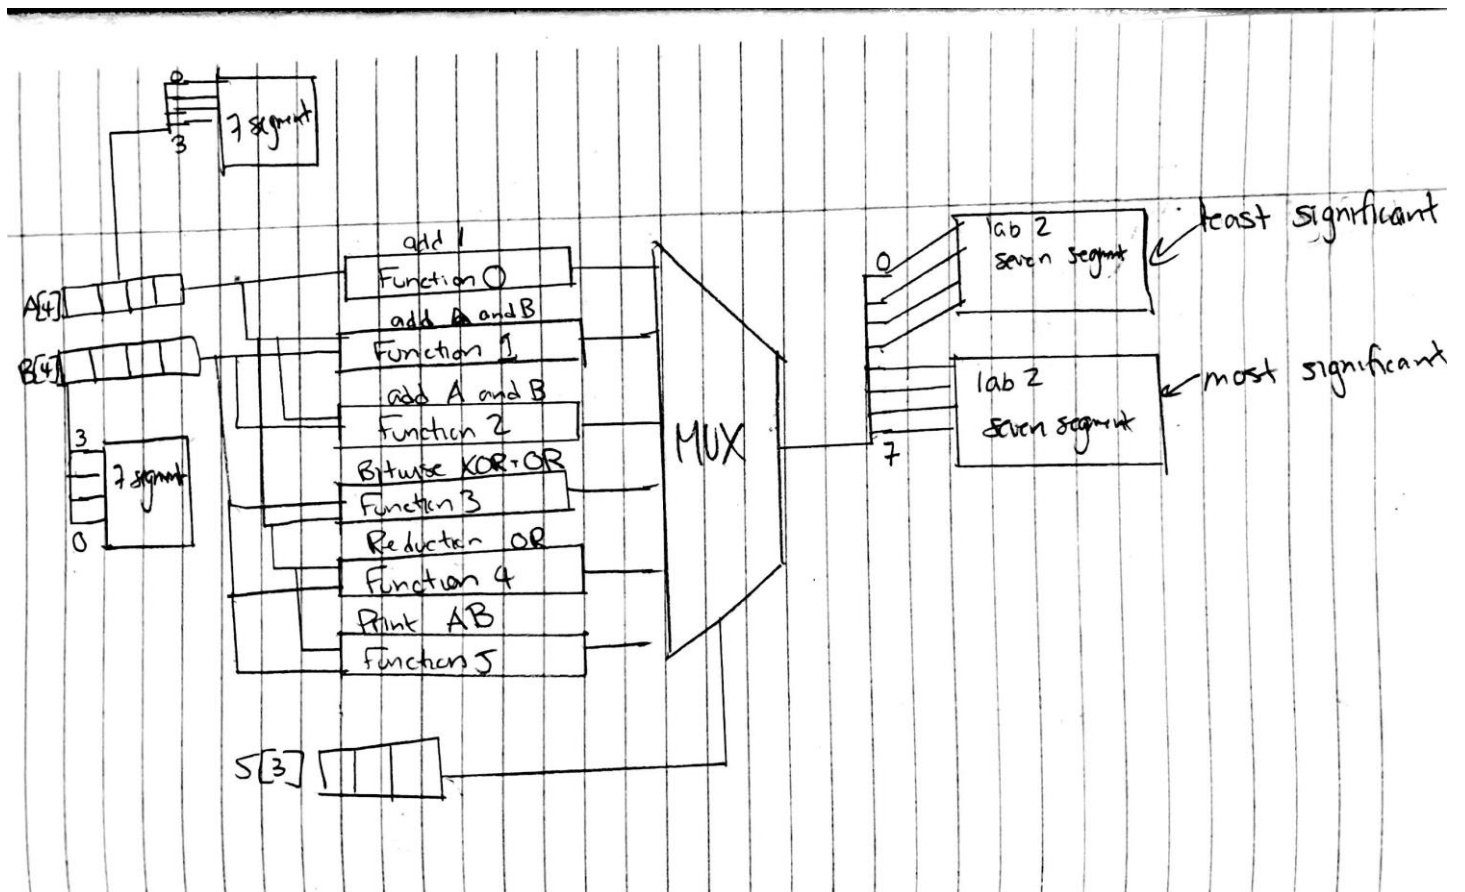 0
3
7 segment
A[4]
B[4]
3
0
7 segment
add 1
Function 0
add A and B
Function 1
add A and B
Function 2
Bitwise XOR+OR
Function 3
Reduction OR
Function 4
Print AB
Function 5
S[3]
MUX
0
7
lab 2
seven segment
least significant
lab 2
seven segment
most significant